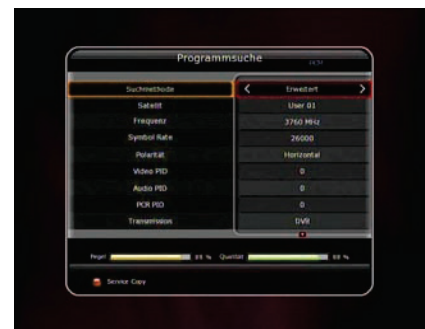 Programmsuche
Suchmethode Erweitert
Satellit User 01
Frequenz 3760 MHz
Symbol Rate 26000
Polarität Horizontal
Video PID 0
Audio PID 0
PCR PID 0
Transmission DVB
Pegel % Qualität %
Service Copy